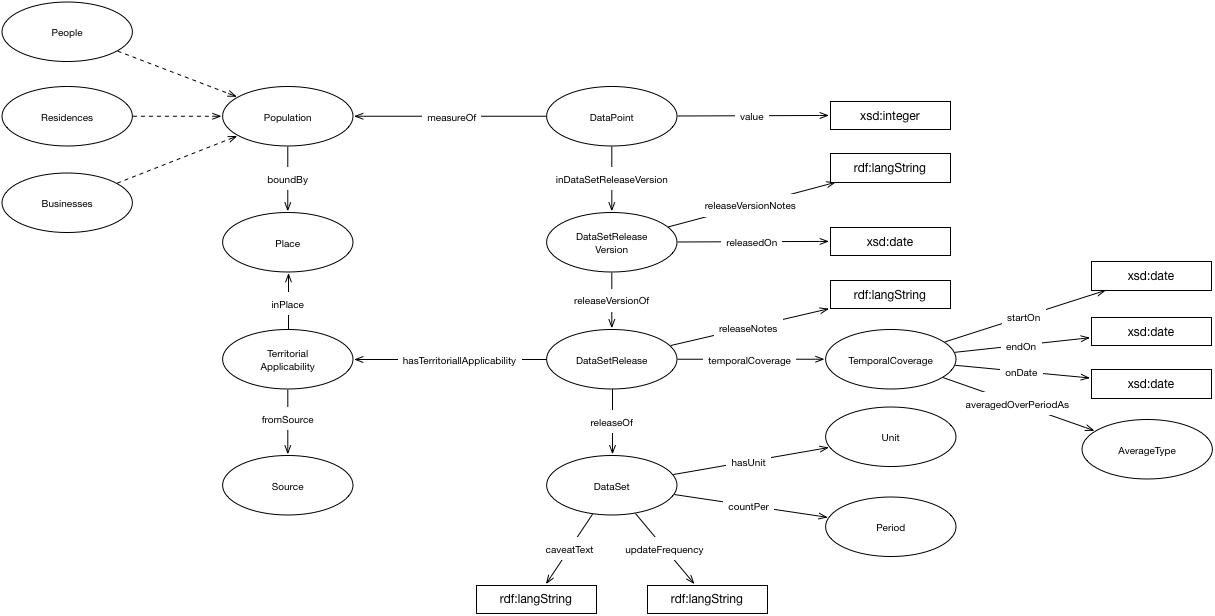 People
Residences
Population
measureOf
DataPoint
value
xsd:integer
rdf:langString
boundBy
inDataSetReleaseVersion
releaseVersionNotes
Businesses
Place
DataSetRelease
Version
releasedOn
xsd:date
xsd:date
rdf:langString
inPlace
releaseVersionOf
startOn
releaseNotes
xsd:date
endOn
Territorial
Applicability
hasTerritoriallApplicability
DataSetRelease
temporalCoverage
TemporalCoverage
onDate
xsd:date
averagedOverPeriodAs
fromSource
releaseOf
Unit
AverageType
hasUnit
Source
DataSet
countPer
Period
caveatText
updateFrequency
rdf:langString
rdf:langString